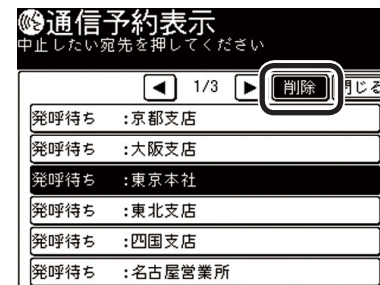 通信予約表示
中止したい宛先を押してください
◀ 1/3 ▶ 削除 閉じる
発呼待ち :京都支店
発呼待ち :大阪支店
発呼待ち :東京本社
発呼待ち :東北支店
発呼待ち :四国支店
発呼待ち :名古屋営業所